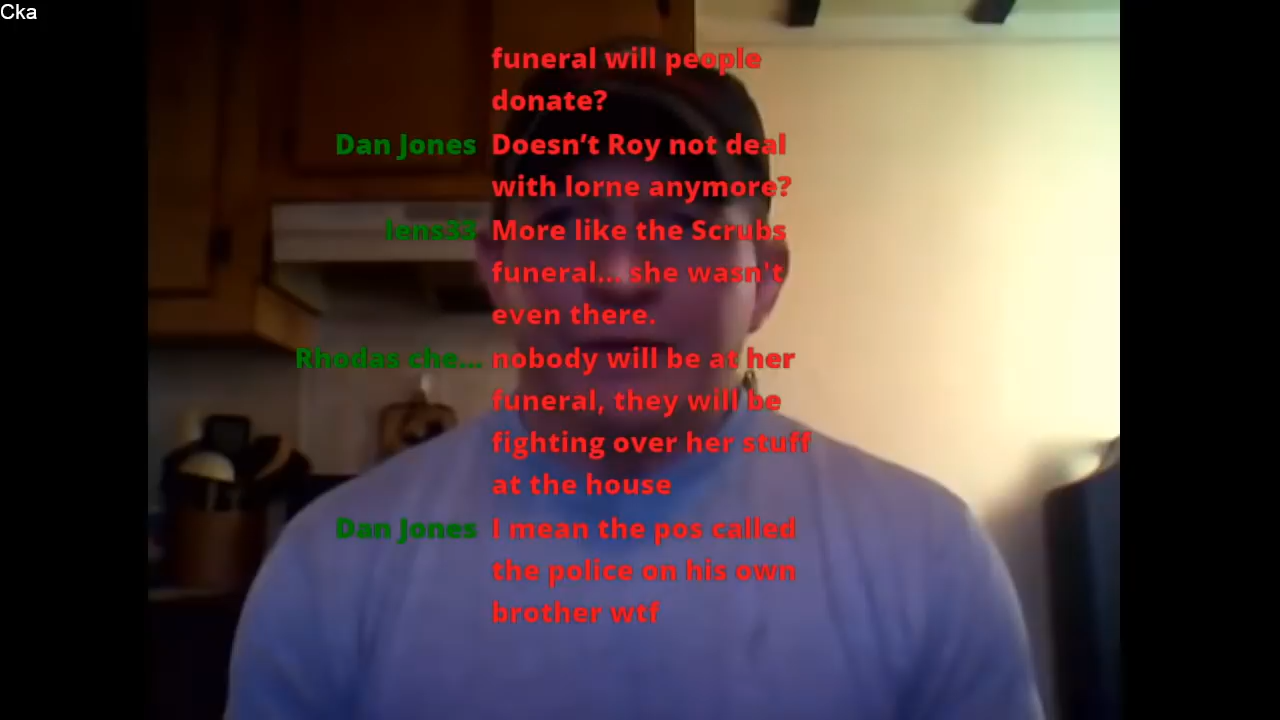 Cka
funeral will people
donate?
Dan Jones Doesn’t Roy not deal
with lorne anymore?
lens33 More like the Scrubs
funeral... she wasn't
even there.
Rhodas che... nobody will be at her
funeral, they will be
fighting over her stuff
at the house
Dan Jones I mean the pos called
the police on his own
brother wtf